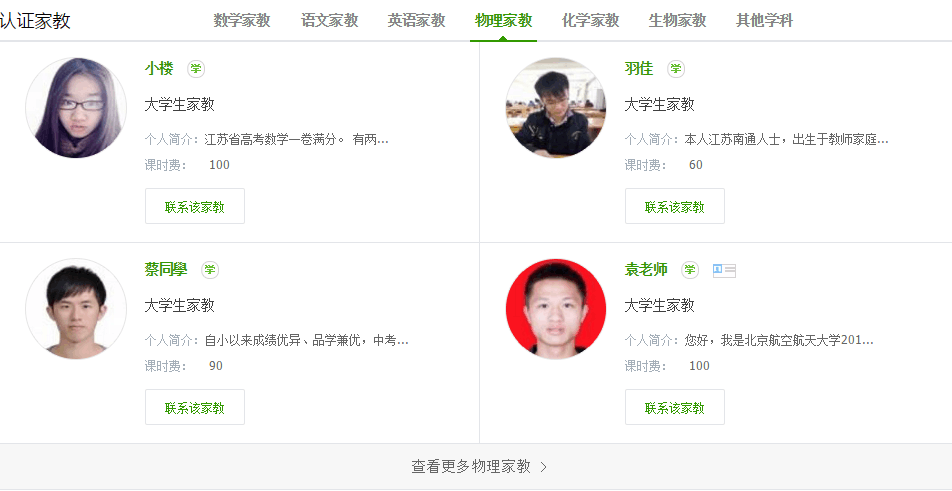 认证家教 数学家教 语文家教 英语家教 物理家教 化学家教 生物家教 其他学科
小楼 学
大学生家教
个人简介：江苏省高考数学一卷满分。 有两...
课时费： 100
联系该家教
羽佳 学
大学生家教
个人简介：本人江苏南通人士，出生于教师家庭...
课时费： 60
联系该家教
蔡同學 学
大学生家教
个人简介：自小以来成绩优异、品学兼优，中考...
课时费： 90
联系该家教
袁老师 学
大学生家教
个人简介：您好，我是北京航空航天大学201...
课时费： 100
联系该家教
查看更多物理家教 >